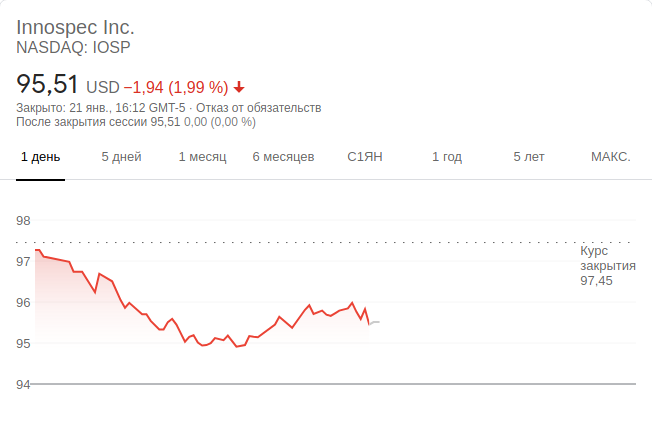 Innospec Inc.
NASDAQ: IOSP
95,51 USD −1,94 (1,99 %)
Закрыто: 21 янв., 16:12 GMT-5 · Отказ от обязательств
После закрытия сессии 95,51 0,00 (0,00 %)
1 день 5 дней 1 месяц 6 месяцев С1ЯН 1 год 5 лет МАКС.
98
Курс
закрытия
97,45
97
96
95
94